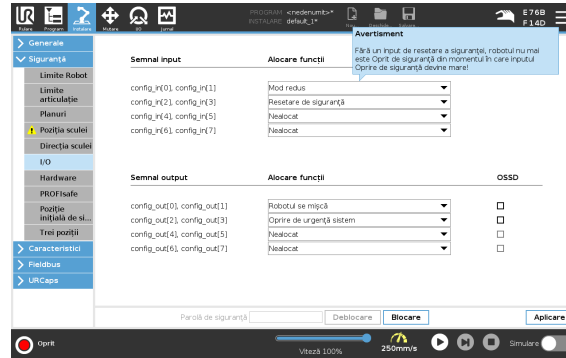 PROGRAM <nedenumit>*
INSTALARE default_1*
E76B
F14D
Rulare
Program
Instalare
Mutare
I/O
Jurnal
Avertisment
Fără un input de resetare a siguranței, robotul nu mai
este Oprit de siguranță din momentul în care inputul
Oprire de siguranță devine mare!
Generale
Siguranță
Limite Robot
Limite
articulație
Planuri
Poziția sculei
Direcția sculei
I/O
Hardware
PROFIsafe
Poziție
inițială de si...
Trei poziții
Caracteristici
Fieldbus
URCaps
Semnal input
Alocare funcții
config_in[0], config_in[1]
Mod redus
config_in[2], config_in[3]
Resetare de siguranță
config_in[4], config_in[5]
Nealocat
config_in[6], config_in[7]
Nealocat
Semnal output
Alocare funcții
OSSD
config_out[0], config_out[1]
Robotul se mișcă
config_out[2], config_out[3]
Oprire de urgență sistem
config_out[4], config_out[5]
Nealocat
config_out[6], config_out[7]
Nealocat
Parolă de siguranță
Deblocare
Blocare
Aplicare
Oprit
Viteză 100%
250mm/s
Simulare